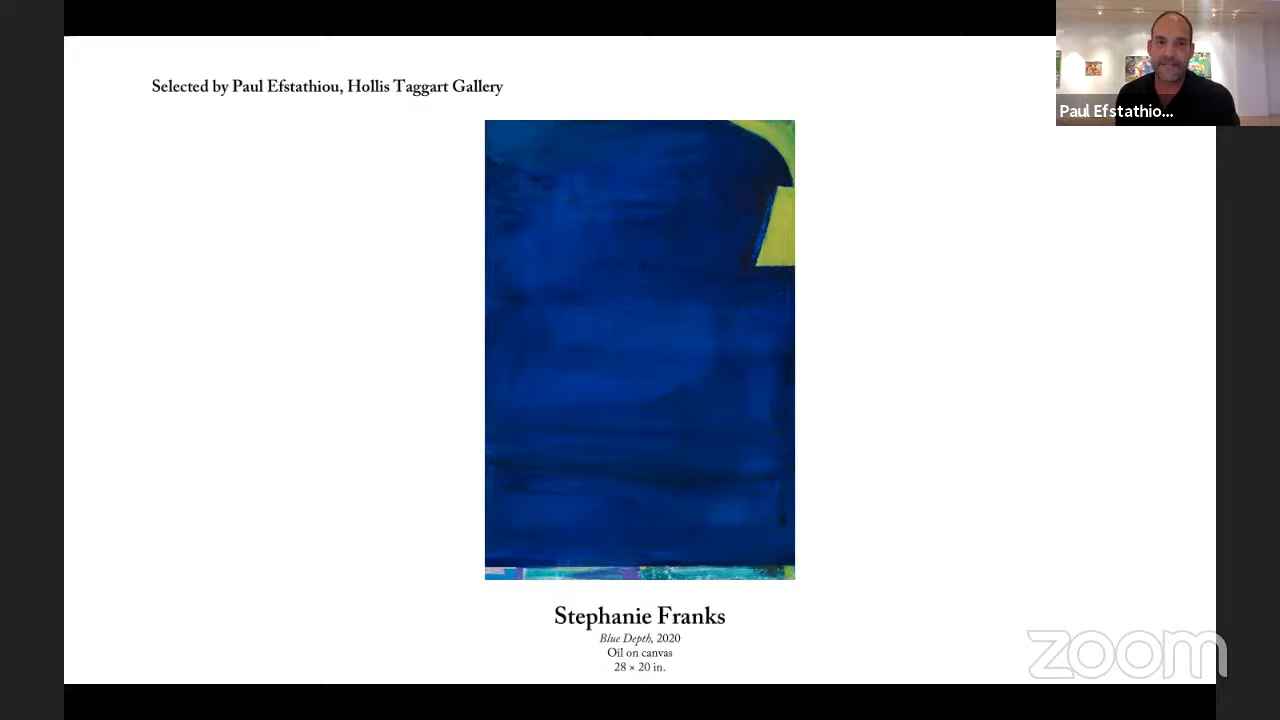 Selected by Paul Efstathiou, Hollis Taggart Gallery
Paul Efstathio...
Stephanie Franks
Blue Depth, 2020
Oil on canvas
28 × 20 in.
zoom